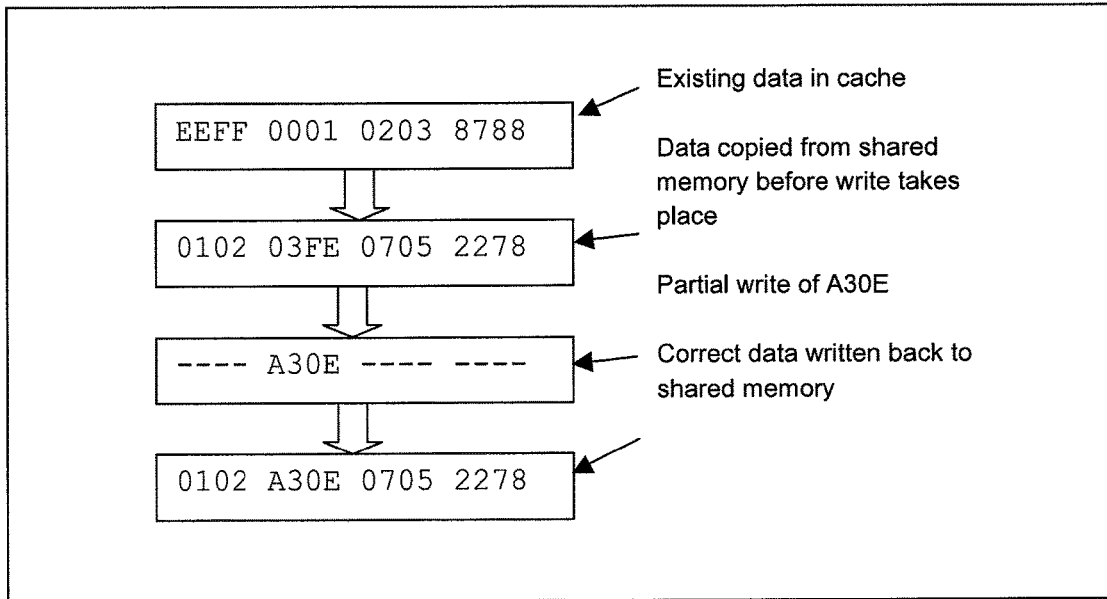 Existing data in cache
EEFF 0001 0203 8788
Data copied from shared
memory before write takes
place
0102 03FE 0705 2278
Partial write of A30E
---- A30E ---- ----
Correct data written back to
shared memory
0102 A30E 0705 2278